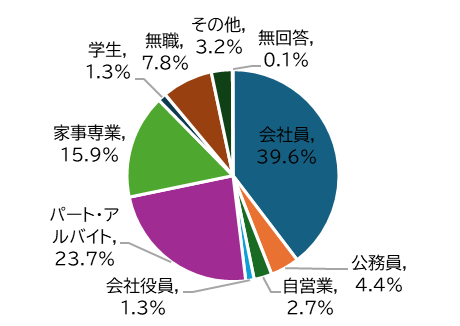 会社員,
39.6%
公務員,
4.4%
自営業,
2.7%
会社役員,
1.3%
パート・ア
ルバイト,
23.7%
家事専業,
15.9%
学生,
1.3%
無職,
7.8%
その他,
3.2%
無回答,
0.1%